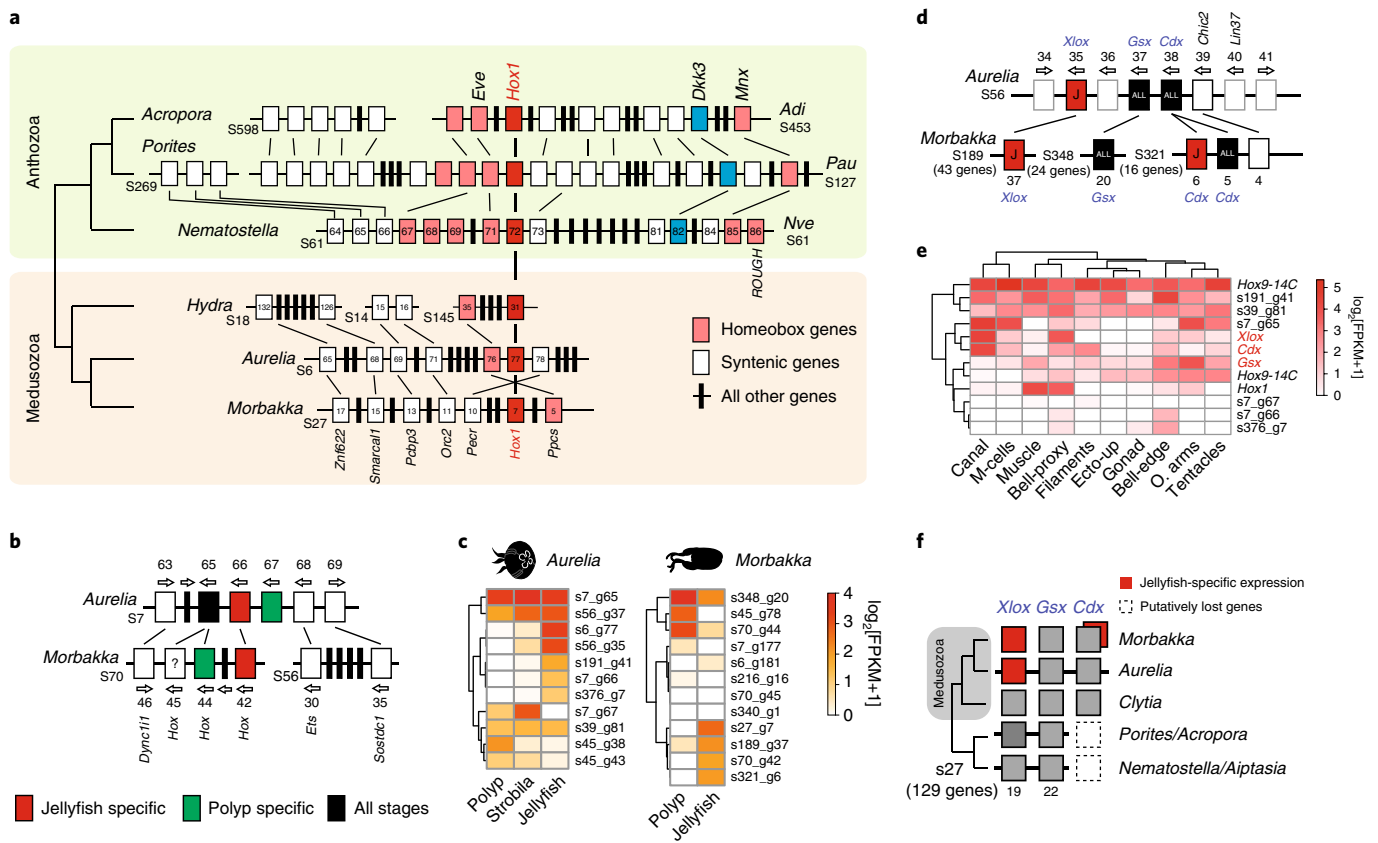 a
Anthozoa
Medusozoa
Eve
Hox1
Dkk3
Mnx
Acropora
S598
Adi
S453
Porites
S269
Pau
S127
Nematostella
S61
64 65 66 67 68 69 71 72 73 81 82 84 85 86
Nve
S61
ROUGH
Hydra
S18
132 126
S14
15 16
S145
35 31
Aurelia
S6
65 68 69 71 76 77 78
Morbakka
S27
17 15 13 11 10 7 5
Znf622
Smarcal1
Pcbp3
Orc2
Pecr
Hox1
Ppcs
Homeobox genes
Syntenic genes
All other genes
b
63 65 66 67 68 69
Aurelia
S7
Morbakka
S70
?
S56
46 45 44 42 30 35
Dync1i1
Hox
Hox
Hox
Ets
Sostdc1
Jellyfish specific
Polyp specific
All stages
c
Aurelia
s7_g65
s56_g37
s6_g77
s56_g35
s191_g41
s7_g66
s376_g7
s7_g67
s39_g81
s45_g38
s45_g43
Polyp
Strobila
Jellyfish
Morbakka
s348_g20
s45_g78
s70_g44
s7_g177
s6_g181
s216_g16
s70_g45
s340_g1
s27_g7
s189_g37
s70_g42
s321_g6
Polyp
Jellyfish
4
3
2
1
0
log2[FPKM+1]
d
Xlox
Gsx
Cdx
Chic2
Lin37
34 35 36 37 38 39 40 41
Aurelia
S56
J ALL ALL
Morbakka
S189
(43 genes)
J
S348
(24 genes)
ALL
S321
(16 genes)
J ALL
37 20 6 5 4
Xlox Gsx Cdx Cdx
e
Hox9-14C
s191_g41
s39_g81
s7_g65
Xlox
Cdx
Gsx
Hox9-14C
Hox1
s7_g67
s7_g66
s376_g7
Canal
M-cells
Muscle
Bell-proxy
Filaments
Ecto-up
Gonad
Bell-edge
O. arms
Tentacles
5
4
3
2
1
0
log2[FPKM+1]
f
Jellyfish-specific expression
Putatively lost genes
Xlox Gsx Cdx
Medusozoa
Morbakka
Aurelia
Clytia
Porites/Acropora
Nematostella/Aiptasia
s27
(129 genes)
19 22